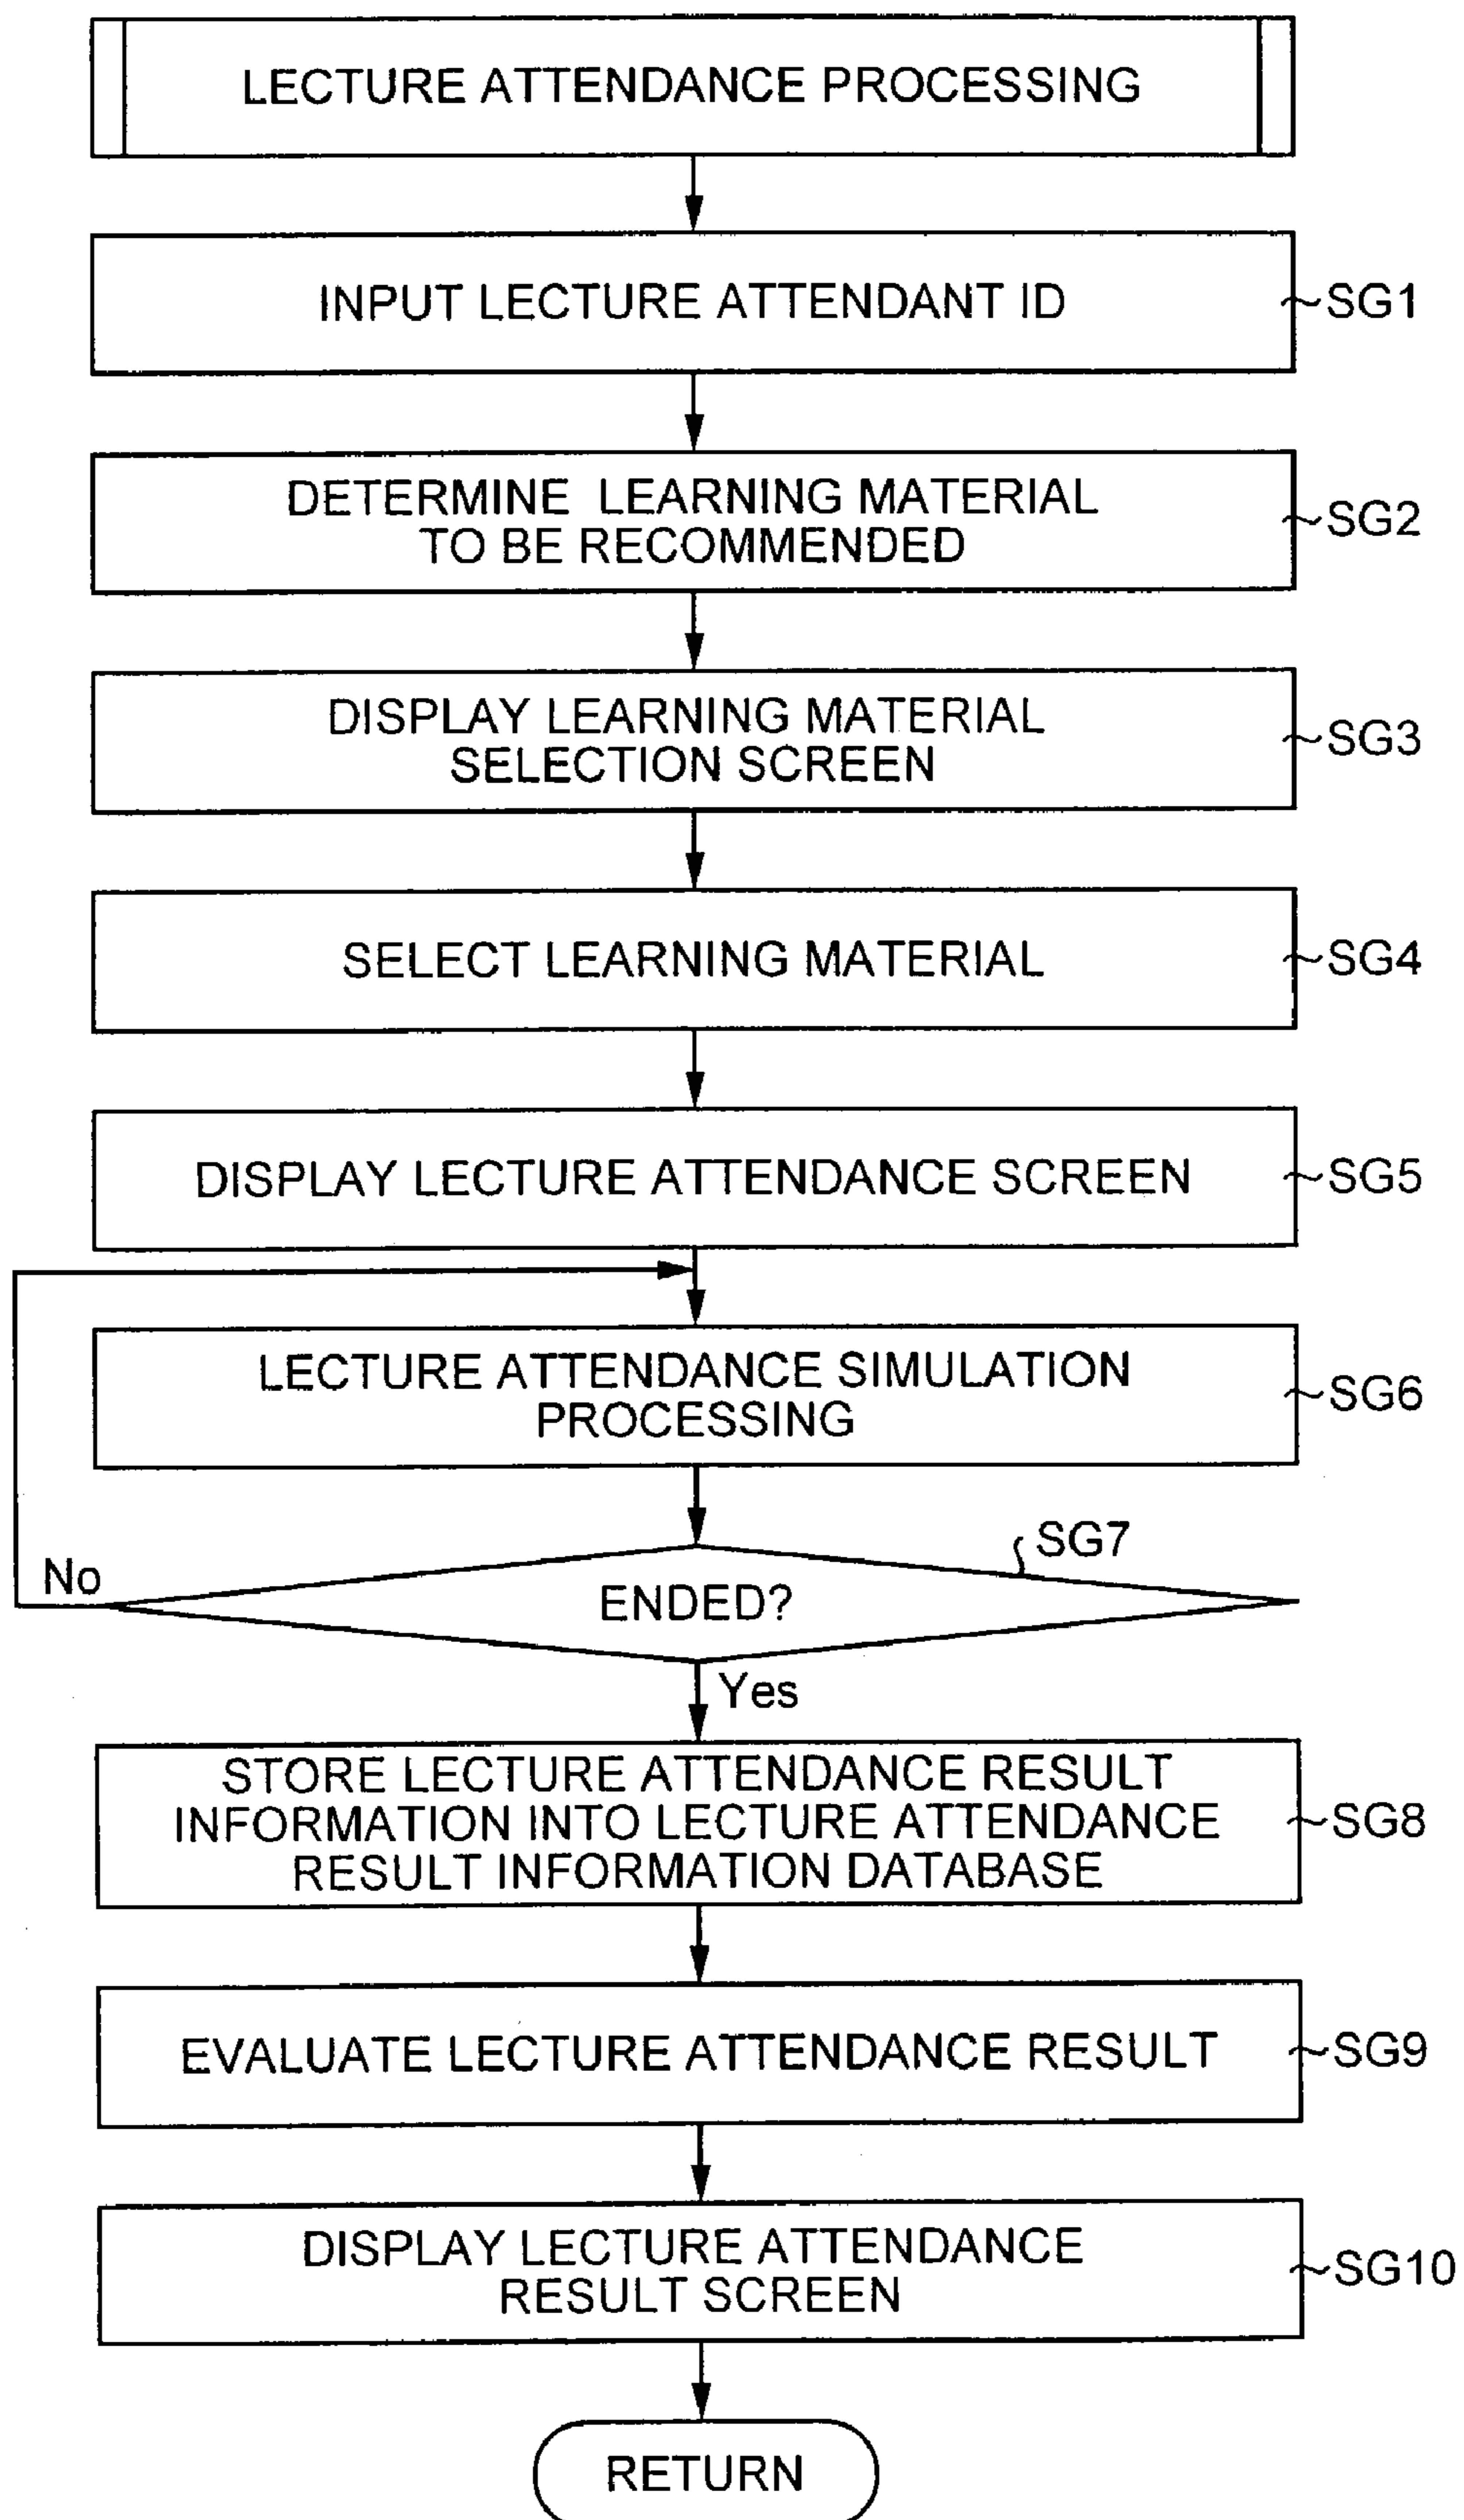 LECTURE ATTENDANCE PROCESSING
INPUT LECTURE ATTENDANT ID
SG1
DETERMINE LEARNING MATERIAL
TO BE RECOMMENDED
SG2
DISPLAY LEARNING MATERIAL
SELECTION SCREEN
SG3
SELECT LEARNING MATERIAL
SG4
DISPLAY LECTURE ATTENDANCE SCREEN
SG5
LECTURE ATTENDANCE SIMULATION
PROCESSING
SG6
SG7
No
ENDED?
Yes
STORE LECTURE ATTENDANCE RESULT
INFORMATION INTO LECTURE ATTENDANCE
RESULT INFORMATION DATABASE
SG8
EVALUATE LECTURE ATTENDANCE RESULT
SG9
DISPLAY LECTURE ATTENDANCE
RESULT SCREEN
SG10
RETURN